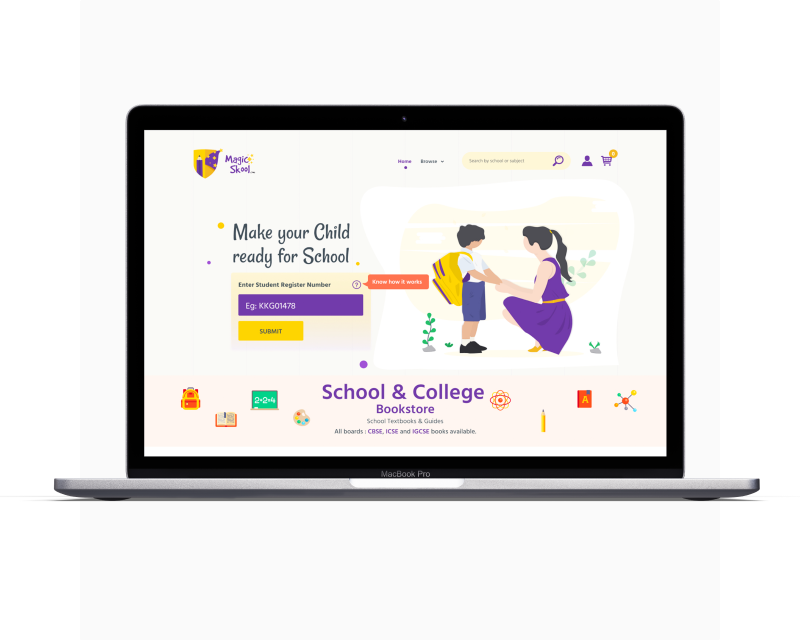 Magic
Skool
Home
Browse
Search by school or subject
0
Make your Child
ready for School
Enter Student Register Number
?
Know how it works
Eg: KKG01478
SUBMIT
2+2=4
A
School & College
Bookstore
School Textbooks & Guides
All boards : CBSE, ICSE and IGCSE books available.
MacBook Pro